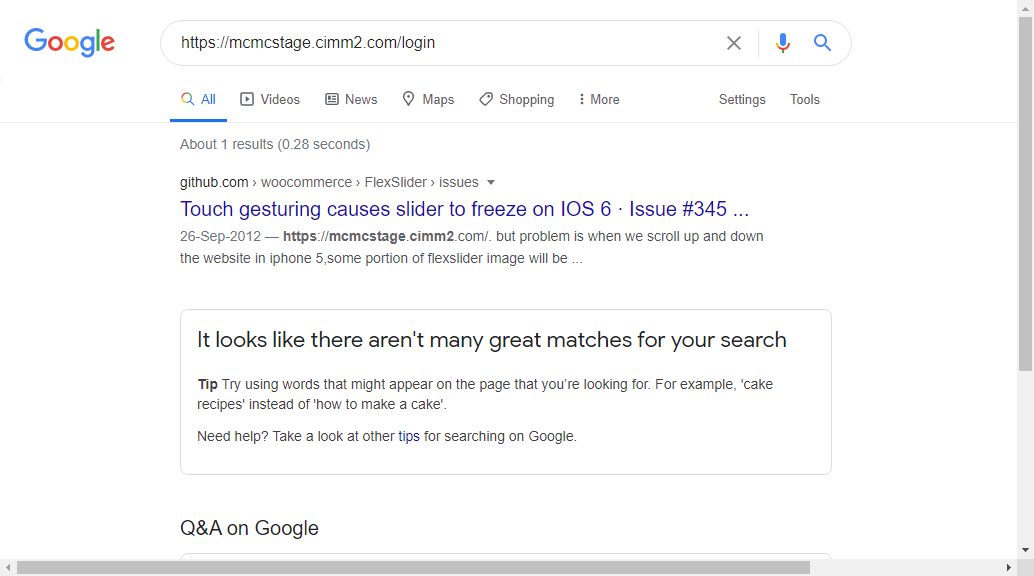 Google
https://mcmcstage.cimm2.com/login
All Videos News Maps Shopping More Settings Tools
About 1 results (0.28 seconds)
github.com › woocommerce › FlexSlider › issues
Touch gesturing causes slider to freeze on IOS 6 · Issue #345 ...
26-Sep-2012 — https://mcmcstage.cimm2.com/. but problem is when we scroll up and down
the website in iphone 5,some portion of flexslider image will be ...
It looks like there aren't many great matches for your search
Tip Try using words that might appear on the page that you're looking for. For example, 'cake
recipes' instead of 'how to make a cake'.
Need help? Take a look at other tips for searching on Google.
Q&A on Google